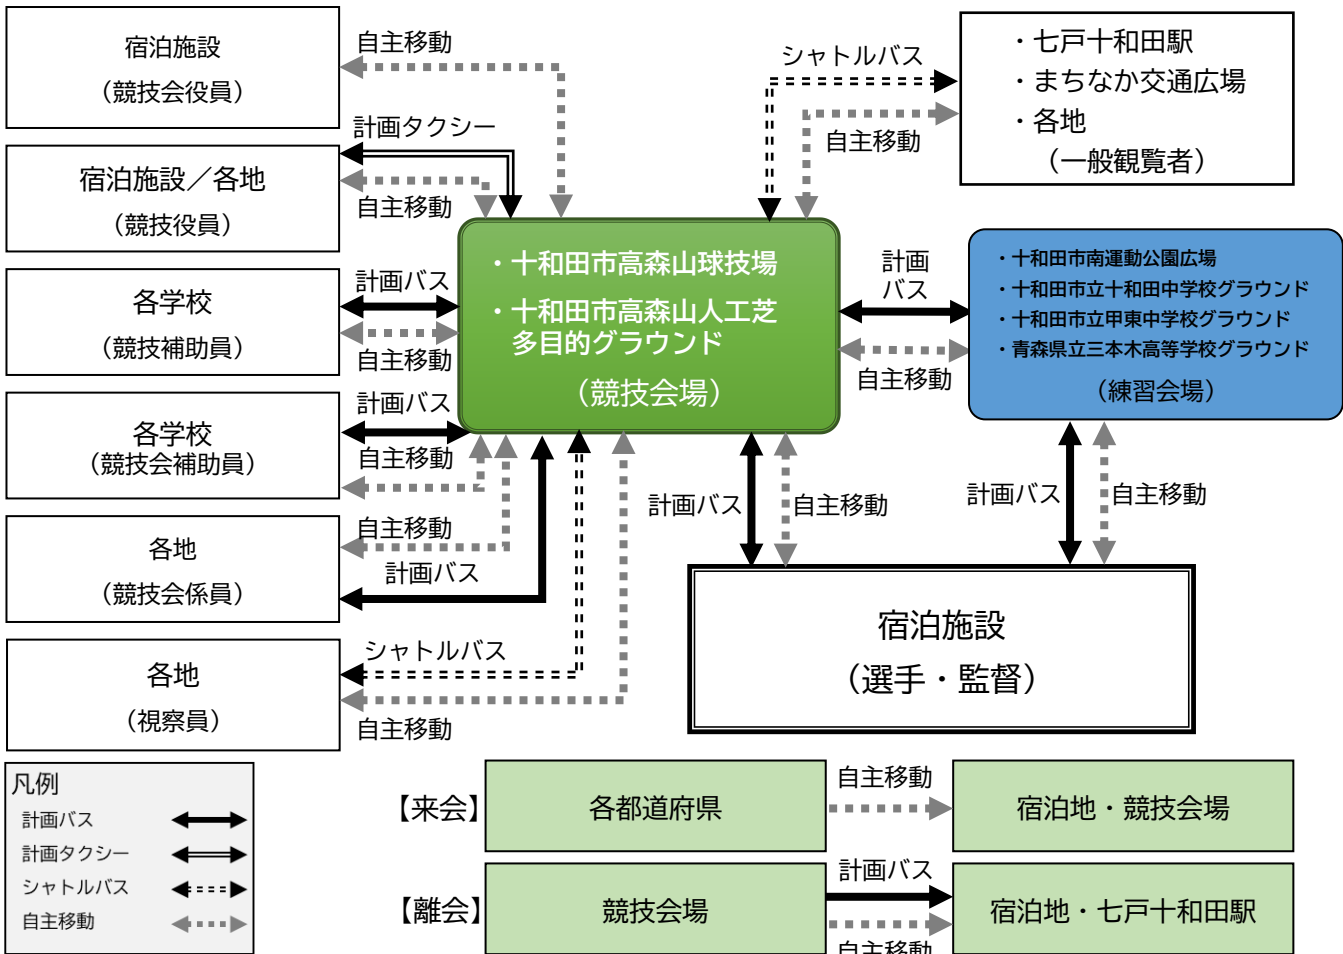 宿泊施設
（競技会役員）
自主移動
計画タクシー
宿泊施設／各地
（競技役員）
自主移動
各学校
（競技補助員）
計画バス
自主移動
各学校
（競技会補助員）
計画バス
自主移動
各地
（競技会係員）
自主移動
計画バス
各地
（視察員）
シャトルバス
自主移動
シャトルバス
自主移動
・七戸十和田駅
・まちなか交通広場
・各地
（一般観覧者）
・十和田市高森山球技場
・十和田市高森山人工芝
多目的グラウンド
（競技会場）
計画
バス
自主移動
・十和田市南運動公園広場
・十和田市立十和田中学校グラウンド
・十和田市立甲東中学校グラウンド
・青森県立三本木高等学校グラウンド
（練習会場）
計画バス
自主移動
計画バス
自主移動
宿泊施設
（選手・監督）
凡例
計画バス
計画タクシー
シャトルバス
自主移動
【来会】
各都道府県
自主移動
宿泊地・競技会場
【離会】
競技会場
計画バス
自主移動
宿泊地・七戸十和田駅